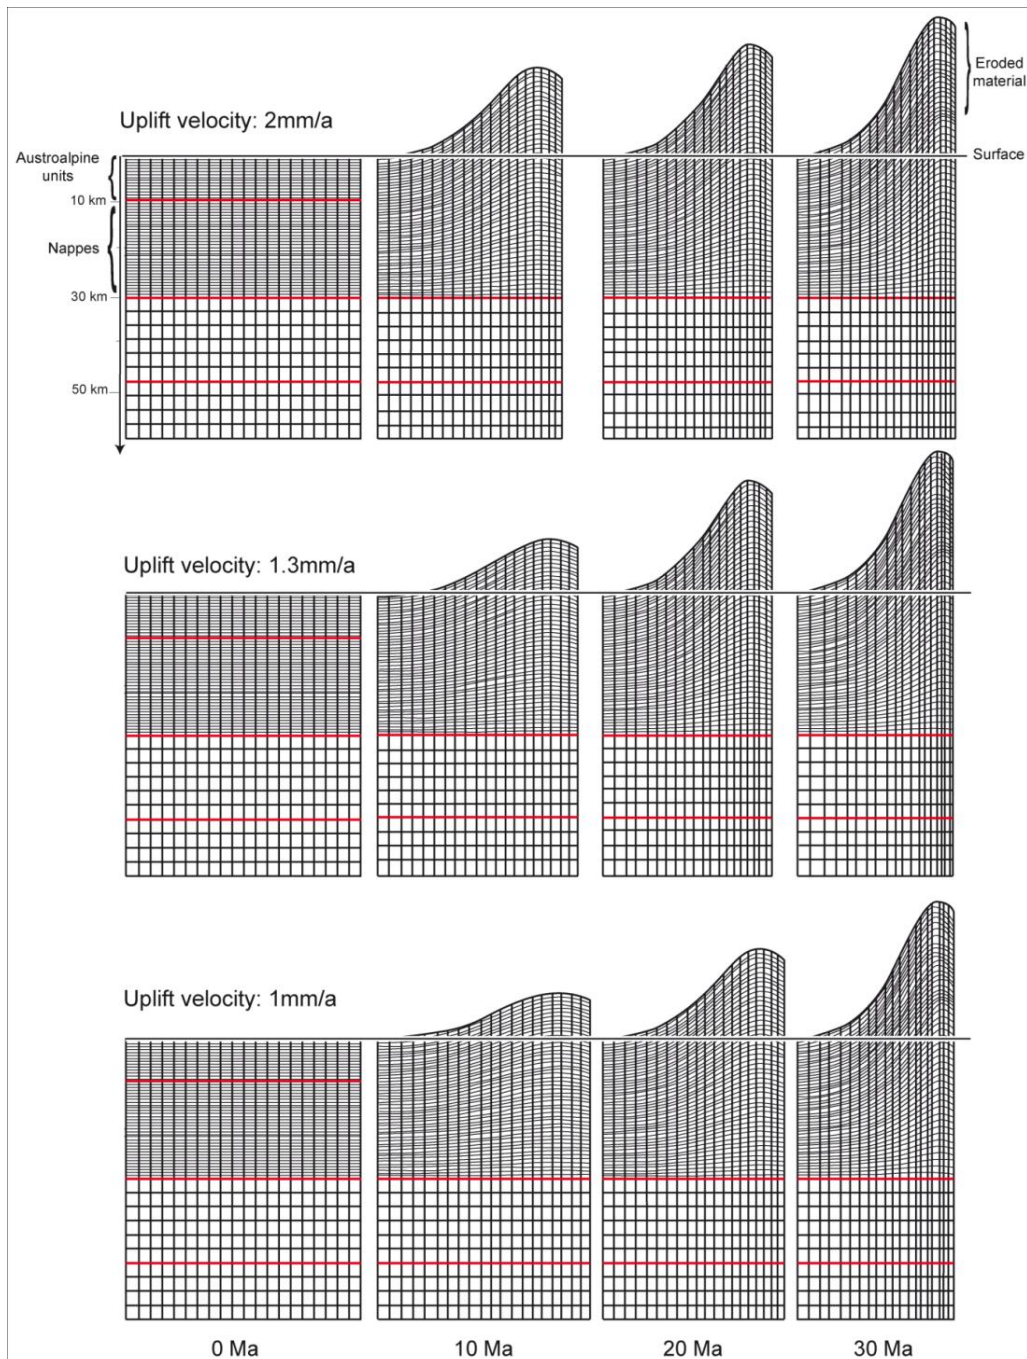 Eroded
material
Uplift velocity: 2mm/a
Austroalpine
units
Surface
10 km
Nappes
30 km
50 km
Uplift velocity: 1.3mm/a
Uplift velocity: 1mm/a
0 Ma
10 Ma
20 Ma
30 Ma